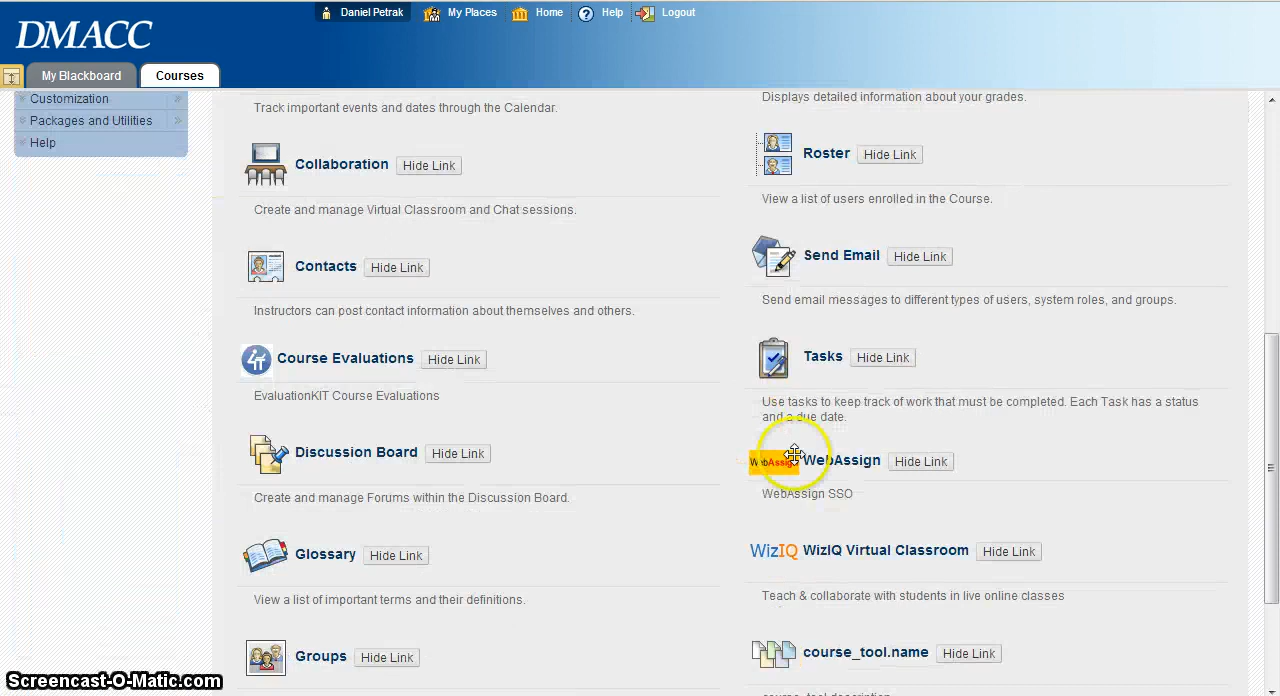 Daniel Petrak
My Places
Home
Help
Logout
DMACC
My Blackboard
Courses
Customization
Packages and Utilities
Help
Track important events and dates through the Calendar.
Collaboration Hide Link
Create and manage Virtual Classroom and Chat sessions.
Contacts Hide Link
Instructors can post contact information about themselves and others.
Course Evaluations Hide Link
EvaluationKIT Course Evaluations
Discussion Board Hide Link
Create and manage Forums within the Discussion Board.
Glossary Hide Link
View a list of important terms and their definitions.
Groups Hide Link
Displays detailed information about your grades.
Roster Hide Link
View a list of users enrolled in the Course.
Send Email Hide Link
Send email messages to different types of users, system roles, and groups.
Tasks Hide Link
Use tasks to keep track of work that must be completed. Each Task has a status
and a due date.
WebAssign WebAssign Hide Link
WebAssign SSO
WizIQ WizIQ Virtual Classroom Hide Link
Teach & collaborate with students in live online classes
course_tool.name Hide Link
Screencast-O-Matic.com